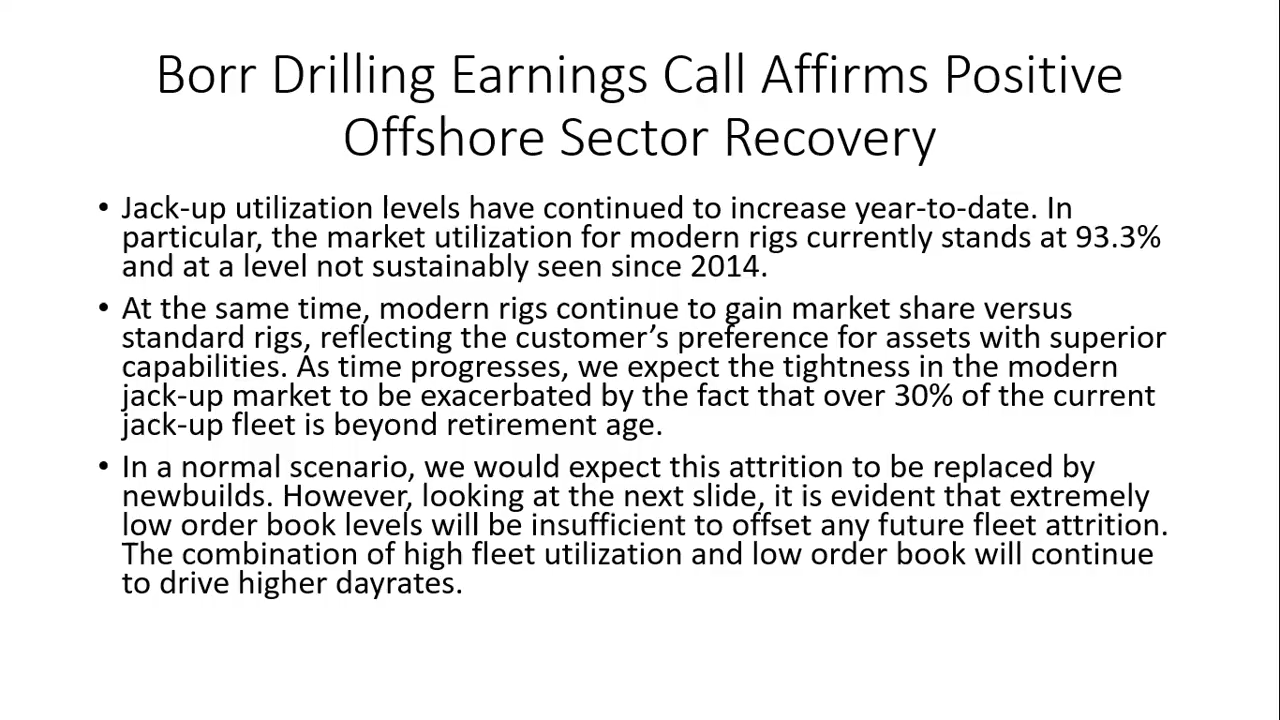 Borr Drilling Earnings Call Affirms Positive
Offshore Sector Recovery
• Jack-up utilization levels have continued to increase year-to-date. In
particular, the market utilization for modern rigs currently stands at 93.3%
and at a level not sustainably seen since 2014.
• At the same time, modern rigs continue to gain market share versus
standard rigs, reflecting the customer’s preference for assets with superior
capabilities. As time progresses, we expect the tightness in the modern
jack-up market to be exacerbated by the fact that over 30% of the current
jack-up fleet is beyond retirement age.
• In a normal scenario, we would expect this attrition to be replaced by
newbuilds. However, looking at the next slide, it is evident that extremely
low order book levels will be insufficient to offset any future fleet attrition.
The combination of high fleet utilization and low order book will continue
to drive higher dayrates.